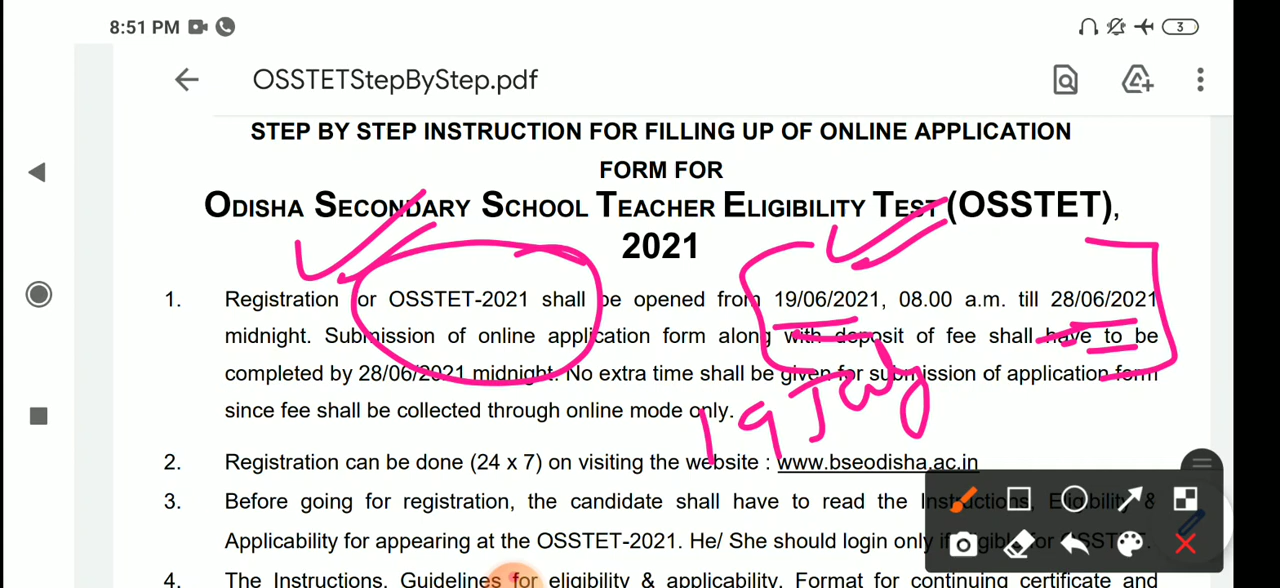 8:51 PM
3
OSSTETStepByStep.pdf
STEP BY STEP INSTRUCTION FOR FILLING UP OF ONLINE APPLICATION
FORM FOR
ODISHA SECONDARY SCHOOL TEACHER ELIGIBILITY TEST (OSSTET),
2021
1. Registration for OSSTET-2021 shall be opened from 19/06/2021, 08.00 a.m. till 28/06/2021
midnight. Submission of online application form along with deposit of fee shall have to be
completed by 28/06/2021 midnight. No extra time shall be given for submission of application form
since fee shall be collected through online mode only.
19
2. Registration can be done (24 x 7) on visiting the website : www.bseodisha.ac.in
3. Before going for registration, the candidate shall have to read the Instructions, Eligibility &
Applicability for appearing at the OSSTET-2021. He/ She should login only if eligible for OSSTET.
4. The Instructions, Guidelines for eligibility & applicability, Format for continuing certificate and